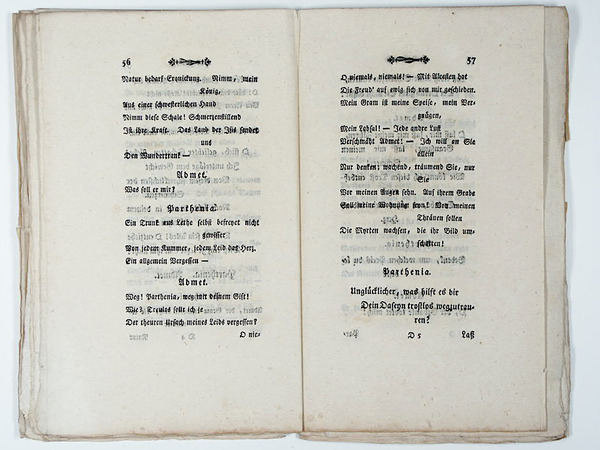 56
Natur bedarf Erquickung. Nimm, mein
König,
Aus einer schwesterlichen Hand
Nimm diese Schale! Schmerzenstillend
Ist ihre Kraft. Das Land der Isis sendet
uns
Den Wundertrank —
Admet.
Was soll er mir?
Parthenia.
Ein Trunk aus Lethe selbst befreyet nicht
gewisser
Von jedem Kummer, jedem Leid das Herz.
Ein allgemein Vergessen —
Admet.
Weg! Parthenia, weg mit deinem Gift!
Wie? Treulos sollt ich je
Der theuren Ursach meines Leids vergessen?
O nie-
57
O niemals, niemals! — Mit Alcesten hat
Die Freud' auf ewig sich von mir geschieden.
Mein Gram ist meine Speise, mein Ver-
gnügen,
Mein Labsal! — Jede andre Lust
Verschmäht Admet! — Ich will an Sie
allein
Nur denken; wachend, träumend Sie, nur
Sie
Vor meinen Augen sehn. Auf ihrem Grabe
Soll meine Wohnung seyn! Von meinen
Thränen sollen
Die Myrten wachsen, die ihr Bild um-
schatten!
Parthenia.
Unglücklicher, was hilft es dir
Dein Daseyn trostlos wegzutrau-
ren?
D 5 Laß